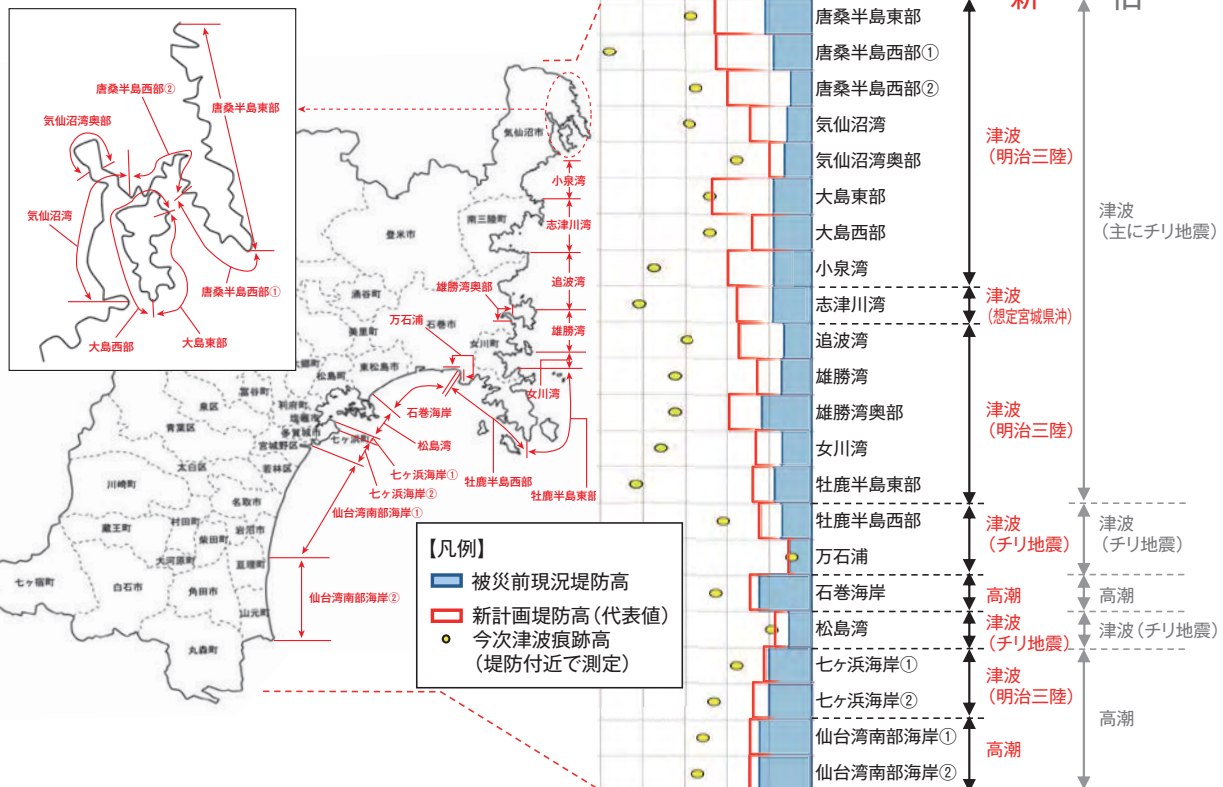 唐桑半島西部②
唐桑半島東部
気仙沼湾奥部
気仙沼湾
唐桑半島西部①
大島西部
大島東部
気仙沼市
小泉湾
南三陸町
志津川湾
登米市
追波湾
雄勝湾奥部
涌谷町
万石浦
石巻市
雄勝湾
美里町
女川町
東松島市
松島町
女川湾
富谷町
利府町
石巻海岸
泉区
塩竈市
多賀城市
青葉区
七ヶ浜町
松島湾
宮城野区
太白区
若林区
七ヶ浜海岸①
牡鹿半島西部
川崎町
七ヶ浜海岸②
牡鹿半島東部
名取市
仙台湾南部海岸①
村田町
蔵王町
岩沼市
柴田町
大河原町
亘理町
七ヶ宿町
白石市
角田市
仙台湾南部海岸②
山元町
丸森町
【凡例】
被災前現況堤防高
新計画堤防高(代表値)
今次津波痕跡高
(堤防付近で測定)
唐桑半島東部
唐桑半島西部①
唐桑半島西部②
気仙沼湾
気仙沼湾奥部
大島東部
大島西部
小泉湾
志津川湾
追波湾
雄勝湾
雄勝湾奥部
女川湾
牡鹿半島東部
牡鹿半島西部
万石浦
石巻海岸
松島湾
七ヶ浜海岸①
七ヶ浜海岸②
仙台湾南部海岸①
仙台湾南部海岸②
新
津波
(明治三陸)
津波
(想定宮城県沖)
津波
(明治三陸)
津波
(チリ地震)
高潮
津波
(チリ地震)
津波
(明治三陸)
高潮
旧
津波
(主にチリ地震)
津波
(チリ地震)
高潮
津波(チリ地震)
高潮